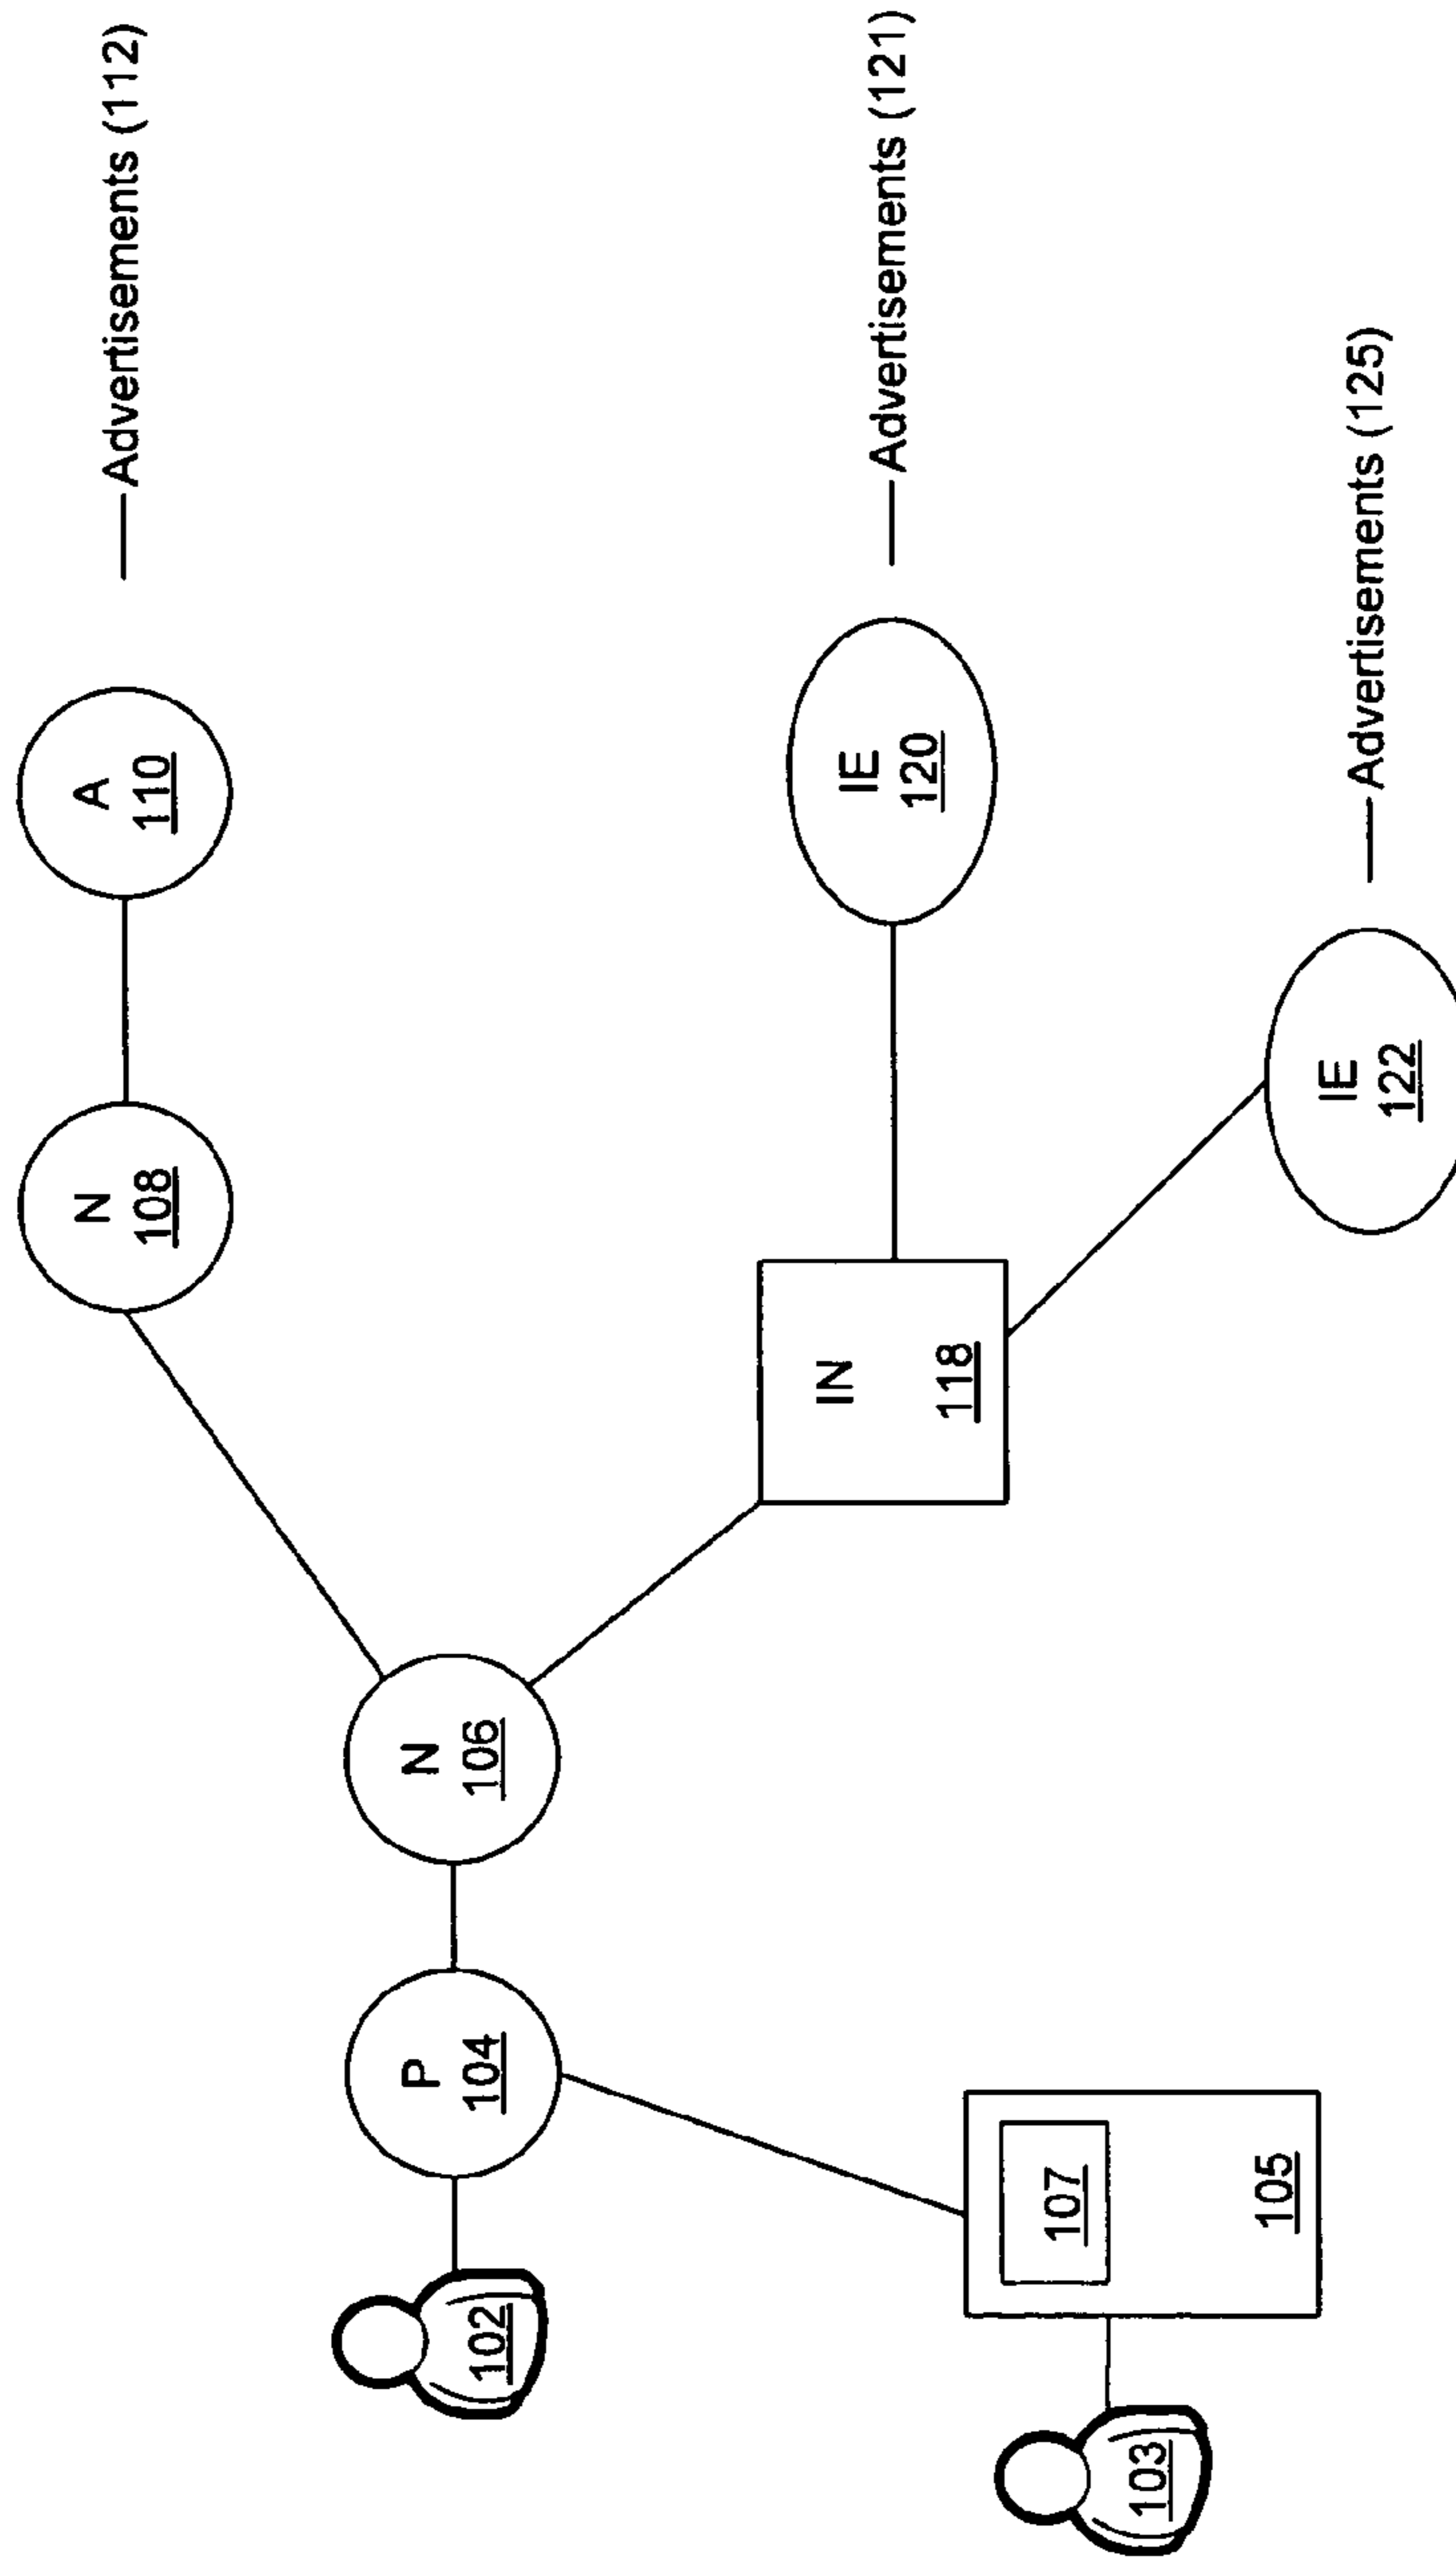 N
108
A
110
Advertisements (112)
102
P
104
N
106
IN
118
IE
120
Advertisements (121)
103
107
105
IE
122
Advertisements (125)